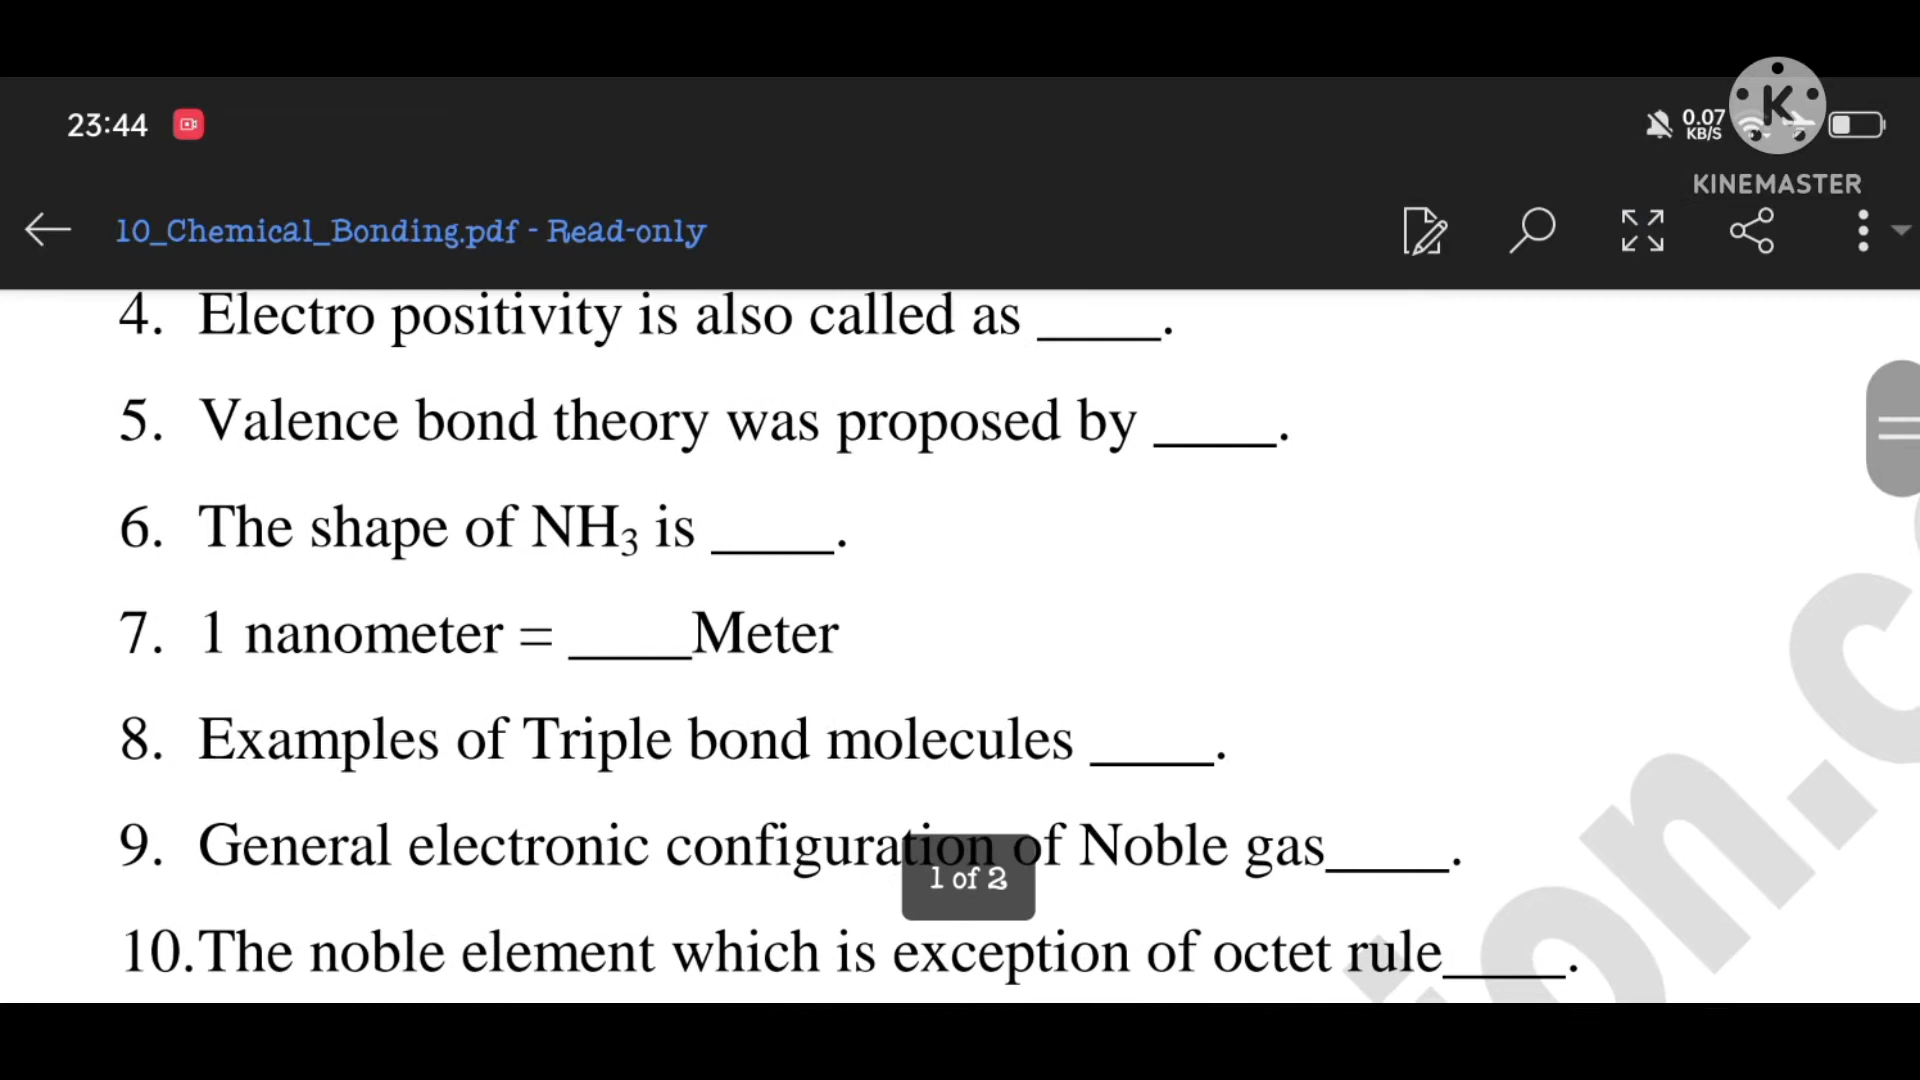 23:44
0.07
KB/S
K
KINEMASTER
10_Chemical_Bonding.pdf - Read-only
4. Electro positivity is also called as ____.
5. Valence bond theory was proposed by ____.
6. The shape of NH₃ is ____.
7. 1 nanometer = ____Meter
8. Examples of Triple bond molecules ____.
9. General electronic configuration of Noble gas____.
1 of 2
10.The noble element which is exception of octet rule____.
on.c